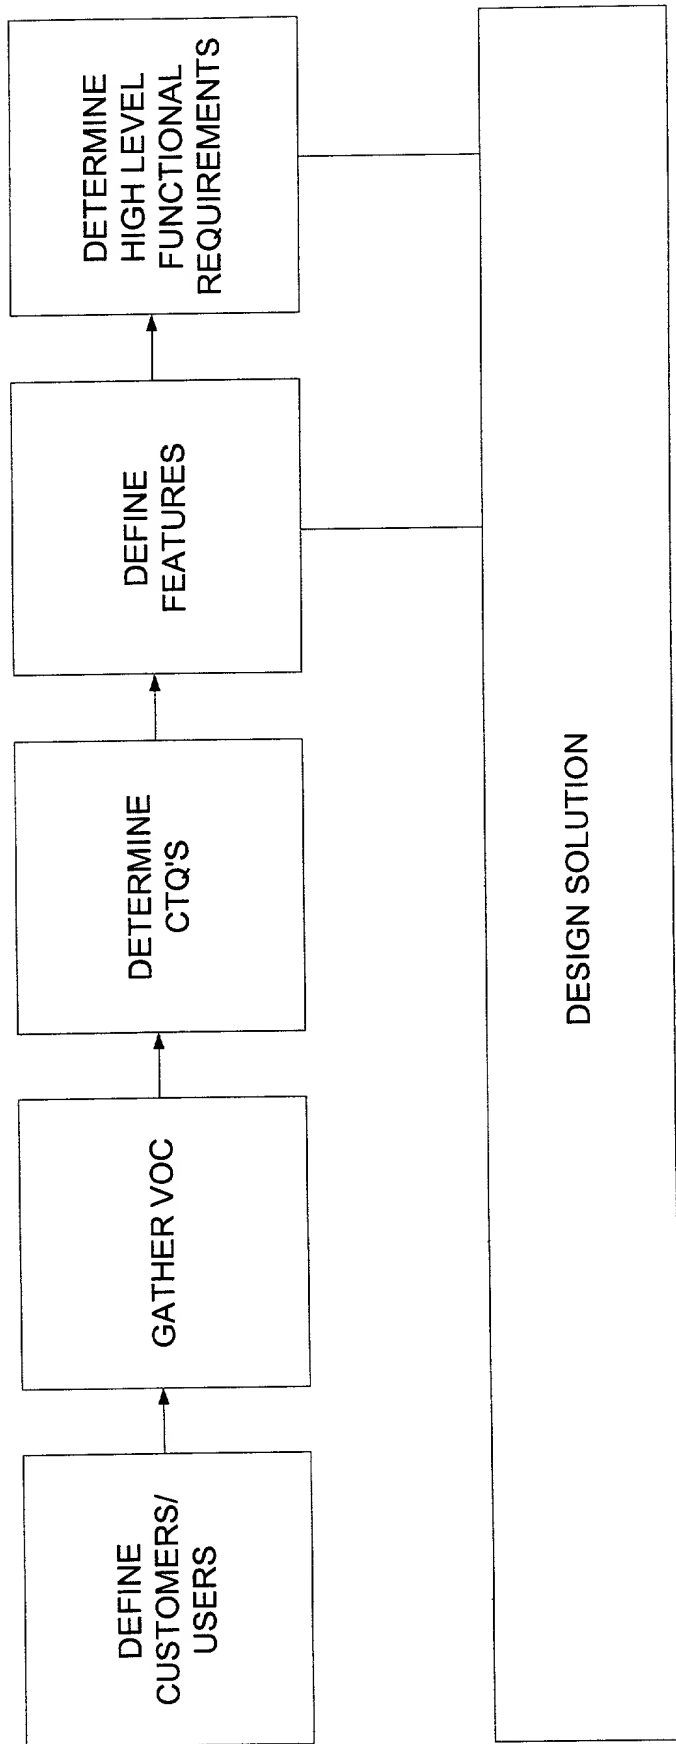 DEFINE
CUSTOMERS/
USERS
GATHER VOC
DETERMINE
CTQ'S
DEFINE
FEATURES
DETERMINE
HIGH LEVEL
FUNCTIONAL
REQUIREMENTS
DESIGN SOLUTION